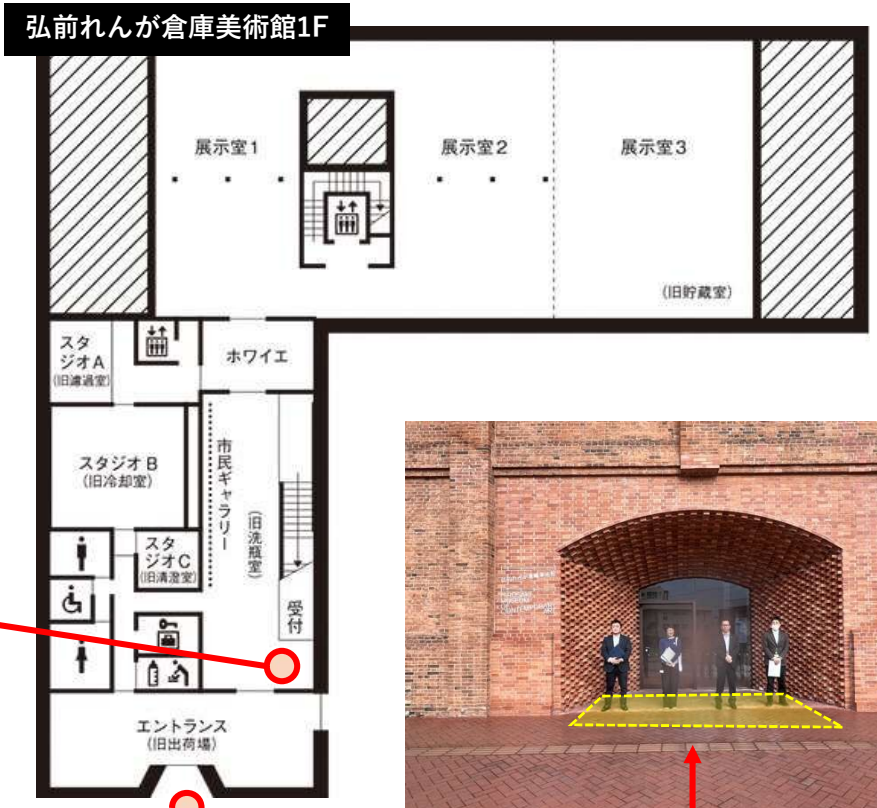 弘前れんが倉庫美術館1F
展示室1
展示室2
展示室3
(旧貯蔵室)
スタ
ジオA
(旧濾過室)
ホワイエ
スタジオB
(旧冷却室)
市民ギャラリー
(旧洗瓶室)
スタ
ジオC
(旧清澄室)
受付
エントランス
(旧出荷場)